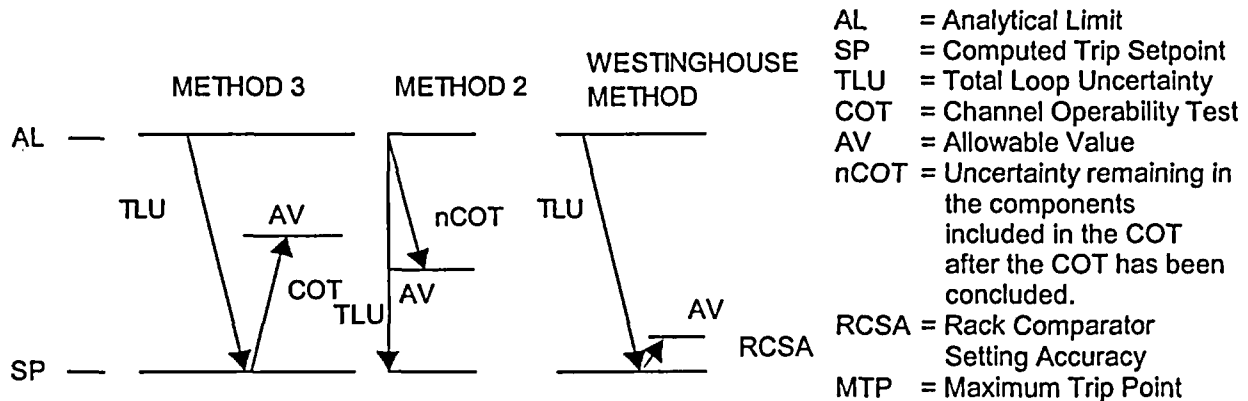 METHOD 3
METHOD 2
WESTINGHOUSE
METHOD
AL
TLU
AV
COT
nCOT
AV
TLU
TLU
AV
RCSA
SP
AL = Analytical Limit
SP = Computed Trip Setpoint
TLU = Total Loop Uncertainty
COT = Channel Operability Test
AV = Allowable Value
nCOT = Uncertainty remaining in
the components
included in the COT
after the COT has been
concluded.
RCSA = Rack Comparator
Setting Accuracy
MTP = Maximum Trip Point